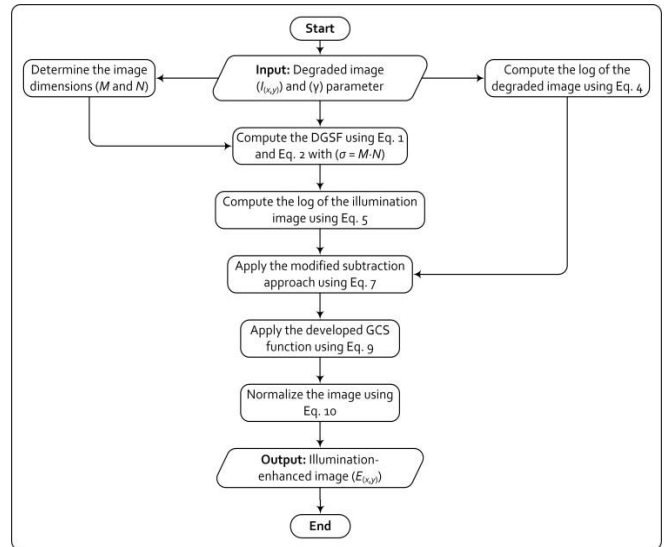 Start
Input: Degraded image
(I(x,y)) and (γ) parameter
Determine the image
dimensions (M and N)
Compute the log of the
degraded image using Eq. 4
Compute the DGSF using Eq. 1
and Eq. 2 with (σ = M·N)
Compute the log of the illumination
image using Eq. 5
Apply the modified subtraction
approach using Eq. 7
Apply the developed GCS
function using Eq. 9
Normalize the image using
Eq. 10
Output: Illumination-
enhanced image (E(x,y))
End